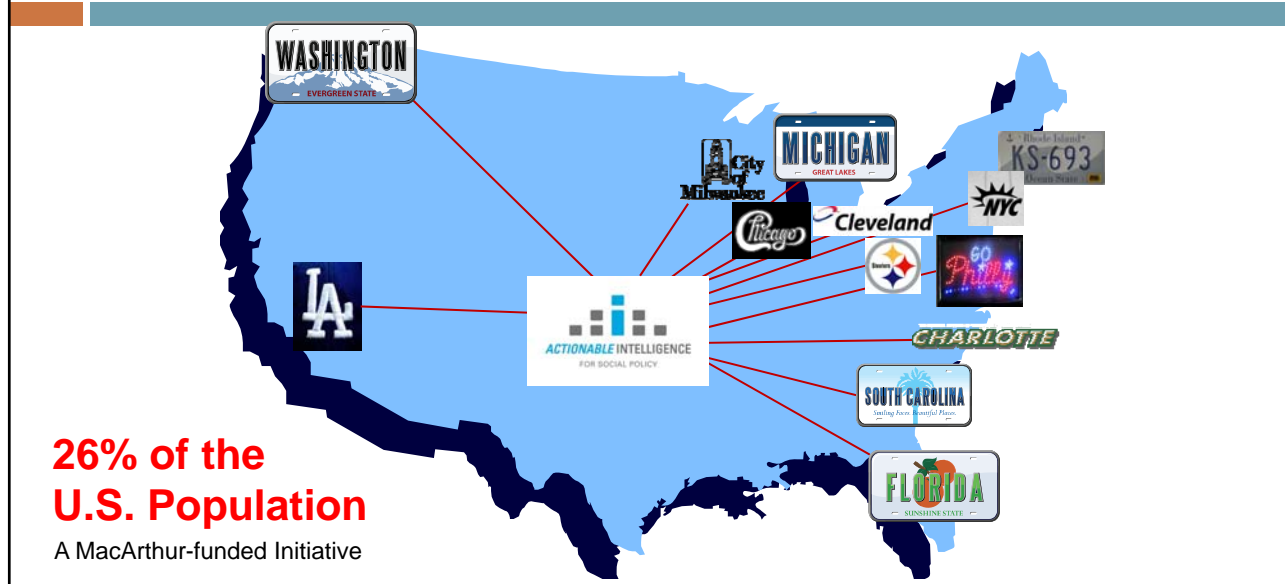 WASHINGTON
EVERGREEN STATE
MICHIGAN
GREAT LAKES
City
of
Milwaukee
Rhode Island
KS-693
Ocean State
NYC
Chicago
Cleveland
Steelers
GO
Philly
LA
ACTIONABLE INTELLIGENCE
FOR SOCIAL POLICY
CHARLOTTE
SOUTH CAROLINA
Smiling Faces. Beautiful Places.
FLORIDA
SUNSHINE STATE
26% of the
U.S. Population
A MacArthur-funded Initiative